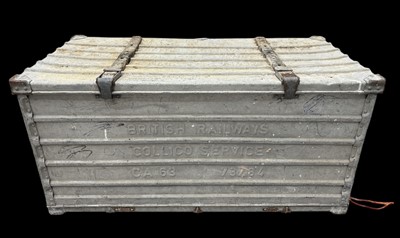 BRITISH RAILWAYS
COLLICO SERVICE
CA 63